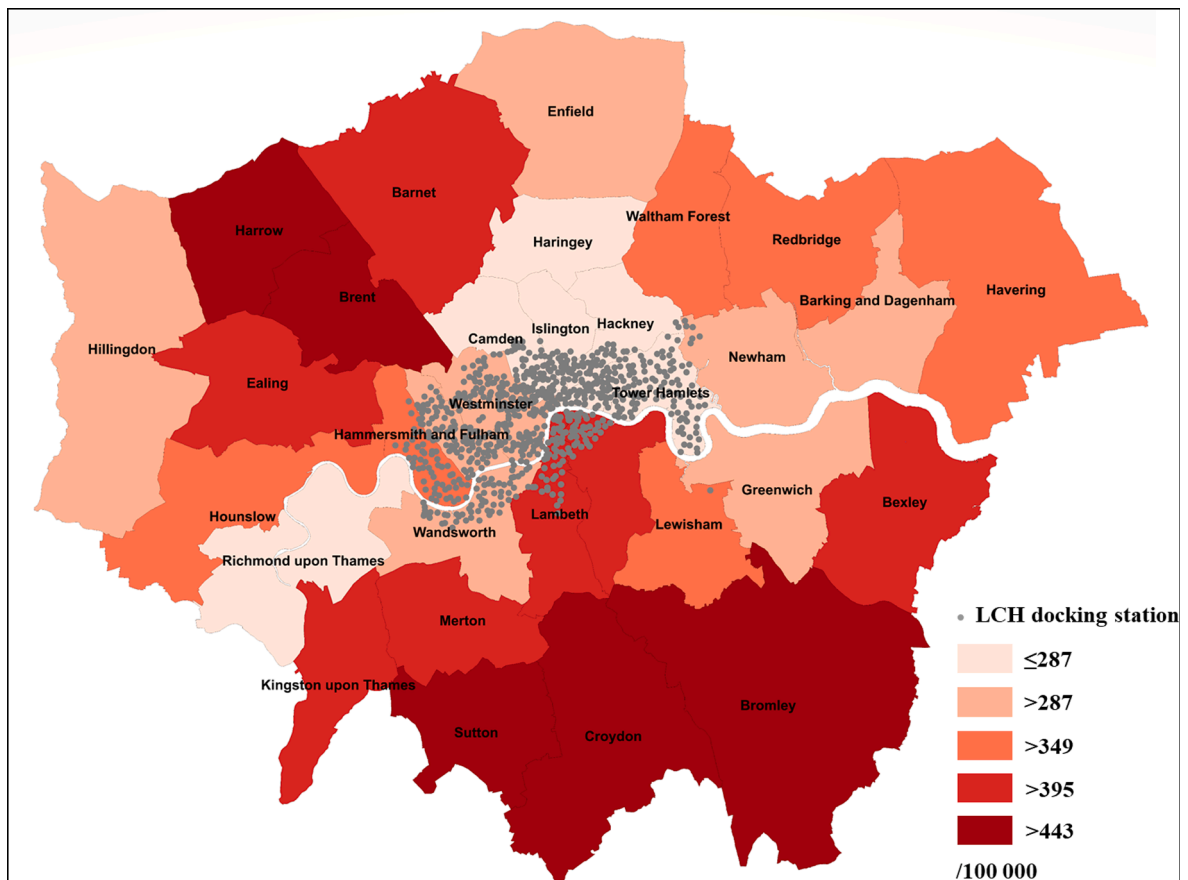 Enfield
Barnet
Waltham Forest
Harrow
Redbridge
Haringey
Havering
Brent
Barking and Dagenham
Hackney
Islington
Camden
Hillingdon
Newham
Ealing
Tower Hamlets
Westminster
Hammersmith and Fulham
Greenwich
Bexley
Lambeth
Hounslow
Lewisham
Wandsworth
Richmond upon Thames
Merton
Kingston upon Thames
Bromley
Sutton
Croydon
LCH docking station
≤287
>287
>349
>395
>443
/100 000